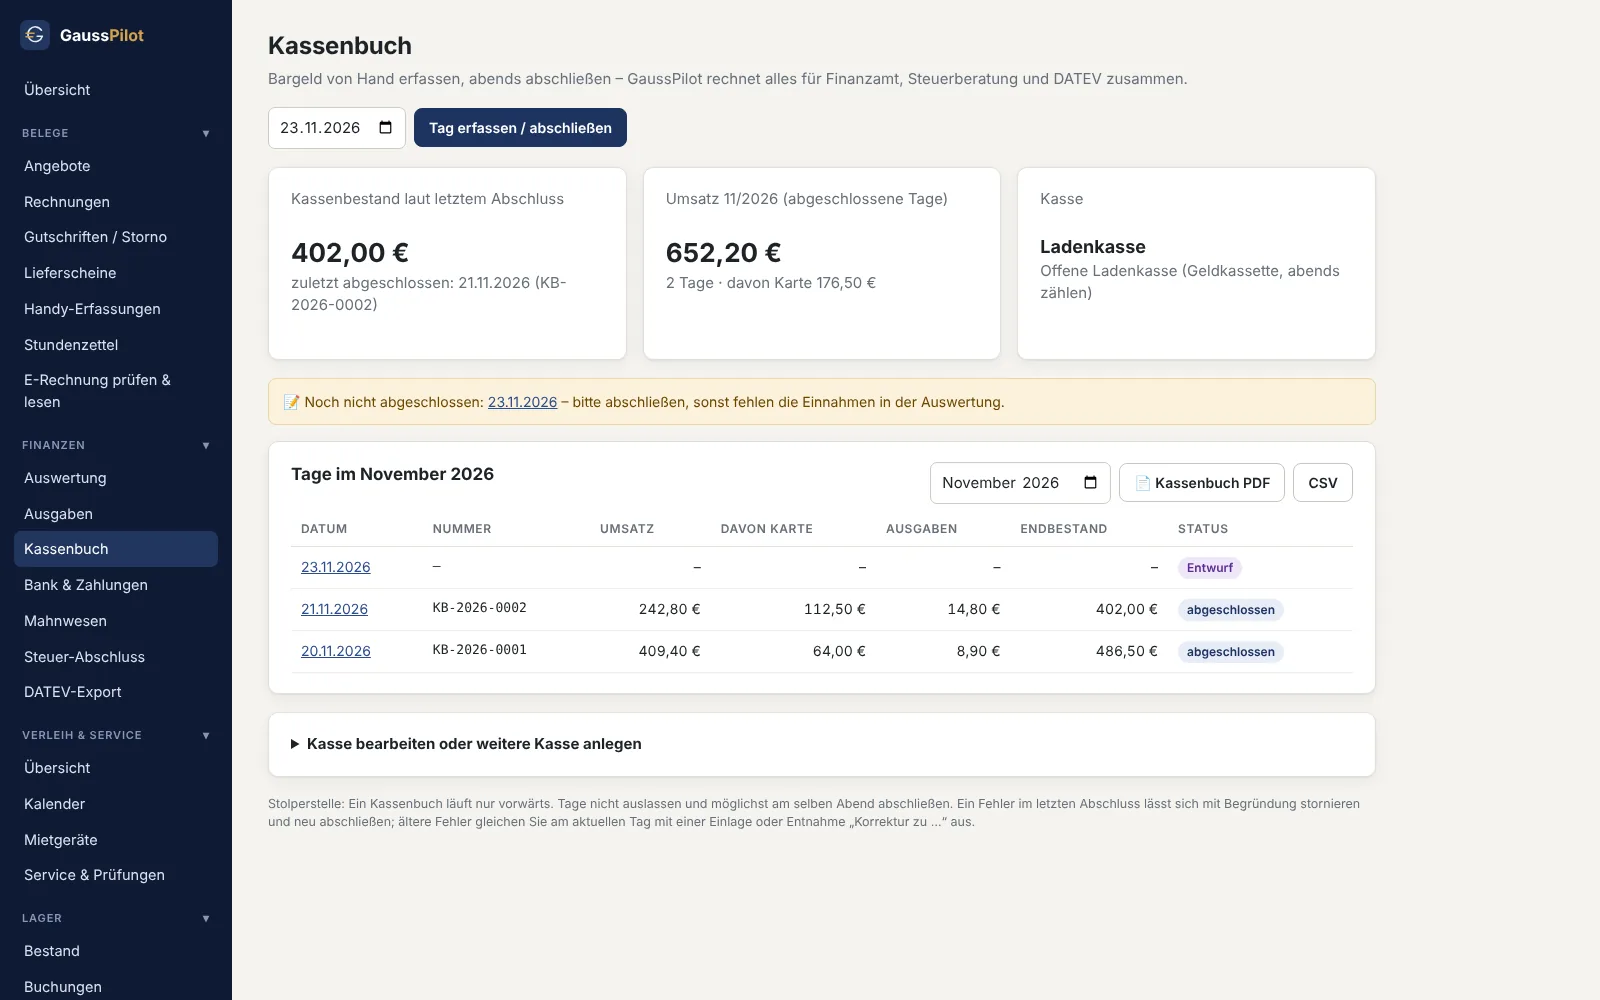 GaussPilot
Übersicht
BELEGE ▼
Angebote
Rechnungen
Gutschriften / Storno
Lieferscheine
Handy-Erfassungen
Stundenzettel
E-Rechnung prüfen &
lesen
FINANZEN ▼
Auswertung
Ausgaben
Kassenbuch
Bank & Zahlungen
Mahnwesen
Steuer-Abschluss
DATEV-Export
VERLEIH & SERVICE ▼
Übersicht
Kalender
Mietgeräte
Service & Prüfungen
LAGER ▼
Bestand
Buchungen
Kassenbuch
Bargeld von Hand erfassen, abends abschließen – GaussPilot rechnet alles für Finanzamt, Steuerberatung und DATEV zusammen.
23.11.2026 Tag erfassen / abschließen
Kassenbestand laut letztem Abschluss
402,00 €
zuletzt abgeschlossen: 21.11.2026 (KB-
2026-0002)
Umsatz 11/2026 (abgeschlossene Tage)
652,20 €
2 Tage · davon Karte 176,50 €
Kasse
Ladenkasse
Offene Ladenkasse (Geldkassette, abends
zählen)
📝 Noch nicht abgeschlossen: 23.11.2026 – bitte abschließen, sonst fehlen die Einnahmen in der Auswertung.
Tage im November 2026 November 2026 📄 Kassenbuch PDF CSV
DATUM NUMMER UMSATZ DAVON KARTE AUSGABEN ENDBESTAND STATUS
23.11.2026 – – – – – Entwurf
21.11.2026 KB-2026-0002 242,80 € 112,50 € 14,80 € 402,00 € abgeschlossen
20.11.2026 KB-2026-0001 409,40 € 64,00 € 8,90 € 486,50 € abgeschlossen
▶ Kasse bearbeiten oder weitere Kasse anlegen
Stolperstelle: Ein Kassenbuch läuft nur vorwärts. Tage nicht auslassen und möglichst am selben Abend abschließen. Ein Fehler im letzten Abschluss lässt sich mit Begründung stornieren
und neu abschließen; ältere Fehler gleichen Sie am aktuellen Tag mit einer Einlage oder Entnahme „Korrektur zu …“ aus.